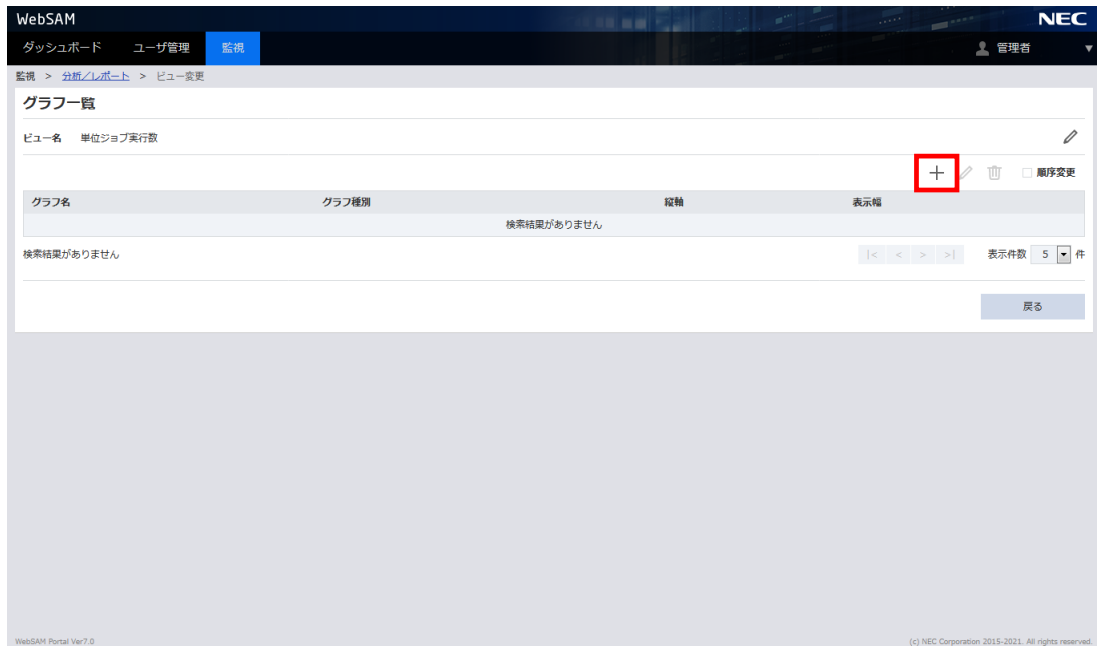 WebSAM NEC
ダッシュボード ユーザ管理 監視 管理者 ▼
監視 > 分析／レポート > ビュー変更
グラフ一覧
ビュー名 単位ジョブ実行数
順序変更
グラフ名 グラフ種別 縦軸 表示幅
検索結果がありません
検索結果がありません |< < > >| 表示件数 5 件
戻る
WebSAM Portal Ver7.0 (c) NEC Corporation 2015-2021. All rights reserved.